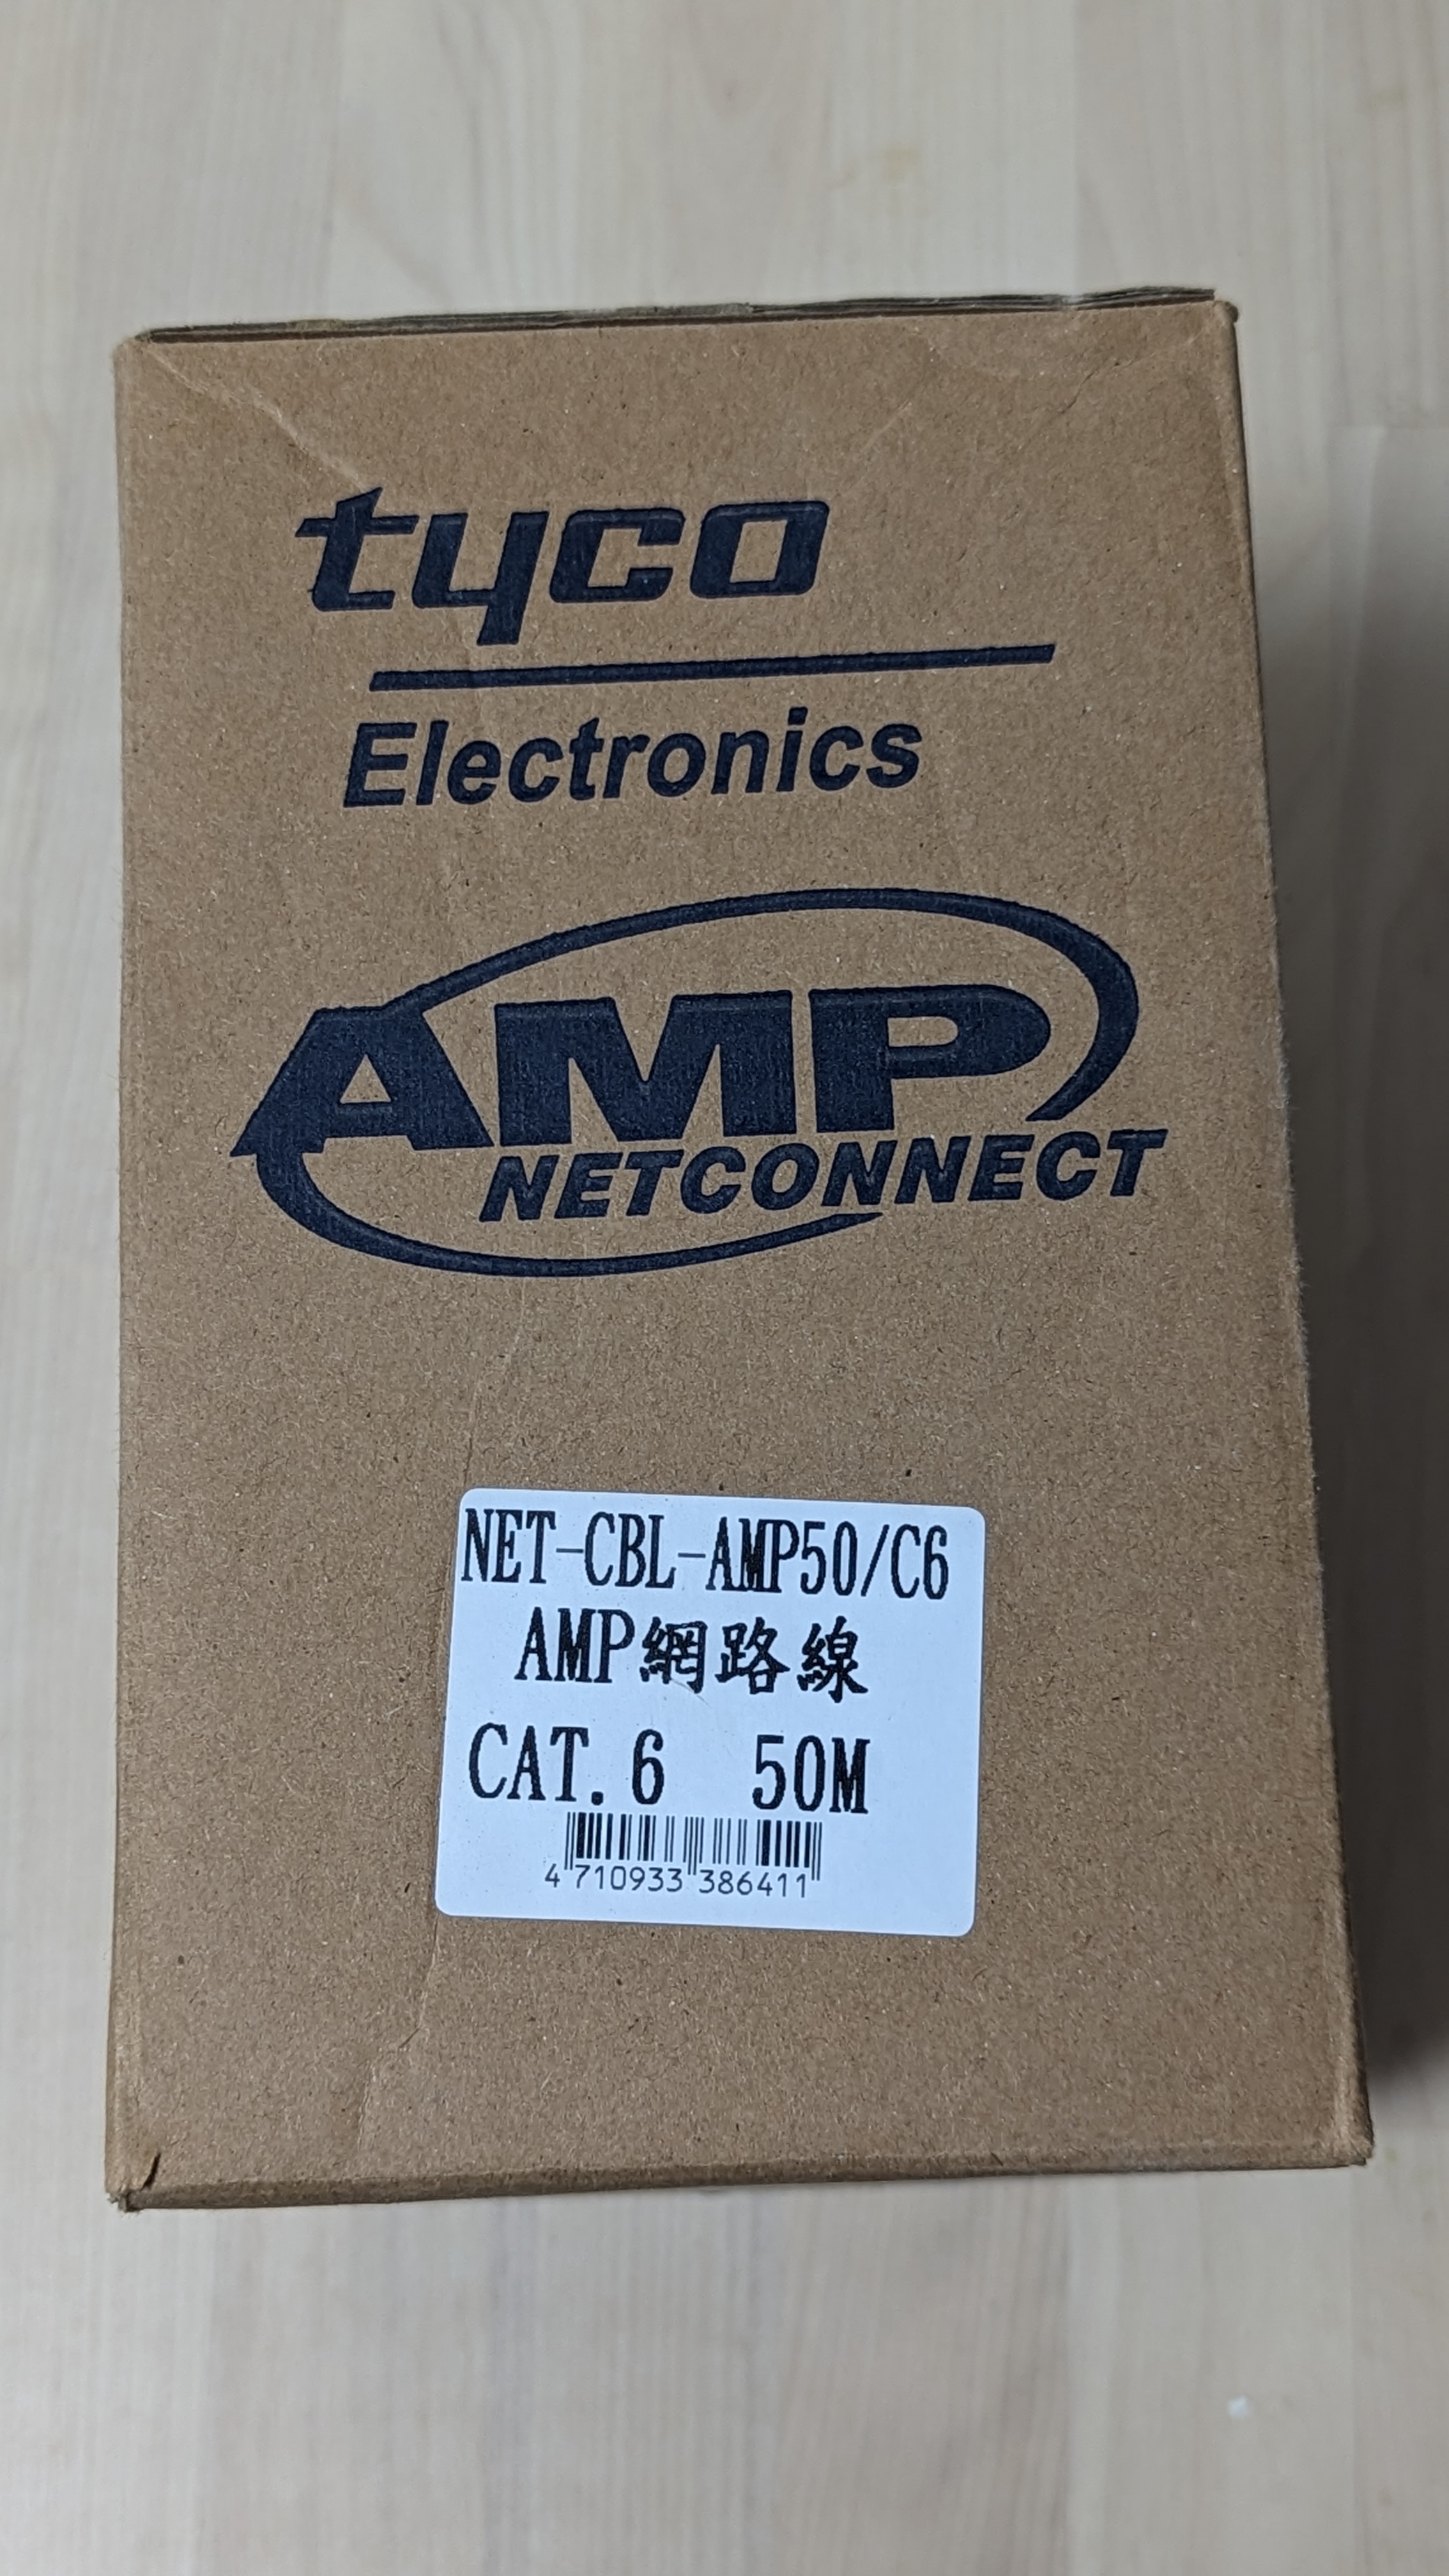 tyco
Electronics
AMP
NETCONNECT
NET-CBL-AMP50/C6
AMP網路線
CAT.6 50M
4 710933 386411